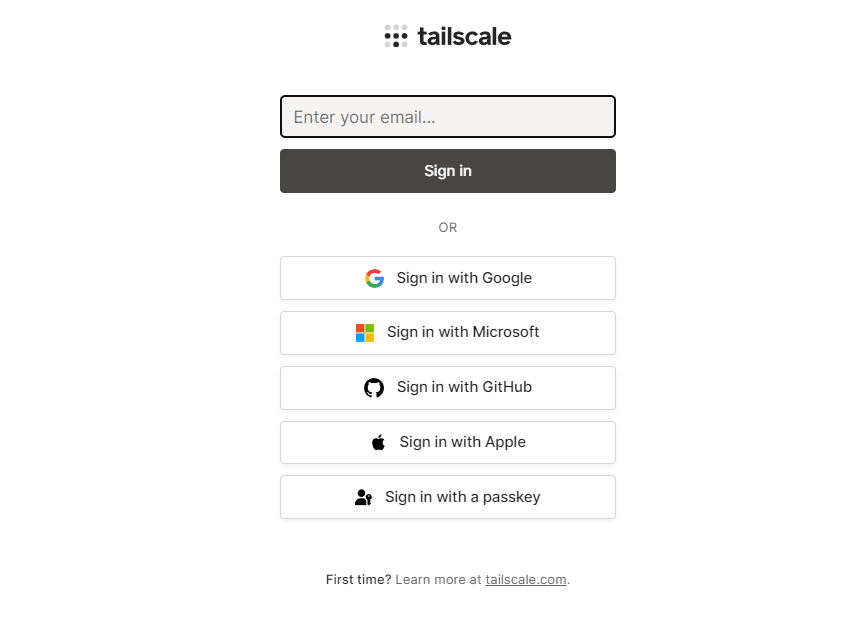 tailscale
Enter your email...
Sign in
OR
Sign in with Google
Sign in with Microsoft
Sign in with GitHub
Sign in with Apple
Sign in with a passkey
First time? Learn more at tailscale.com.